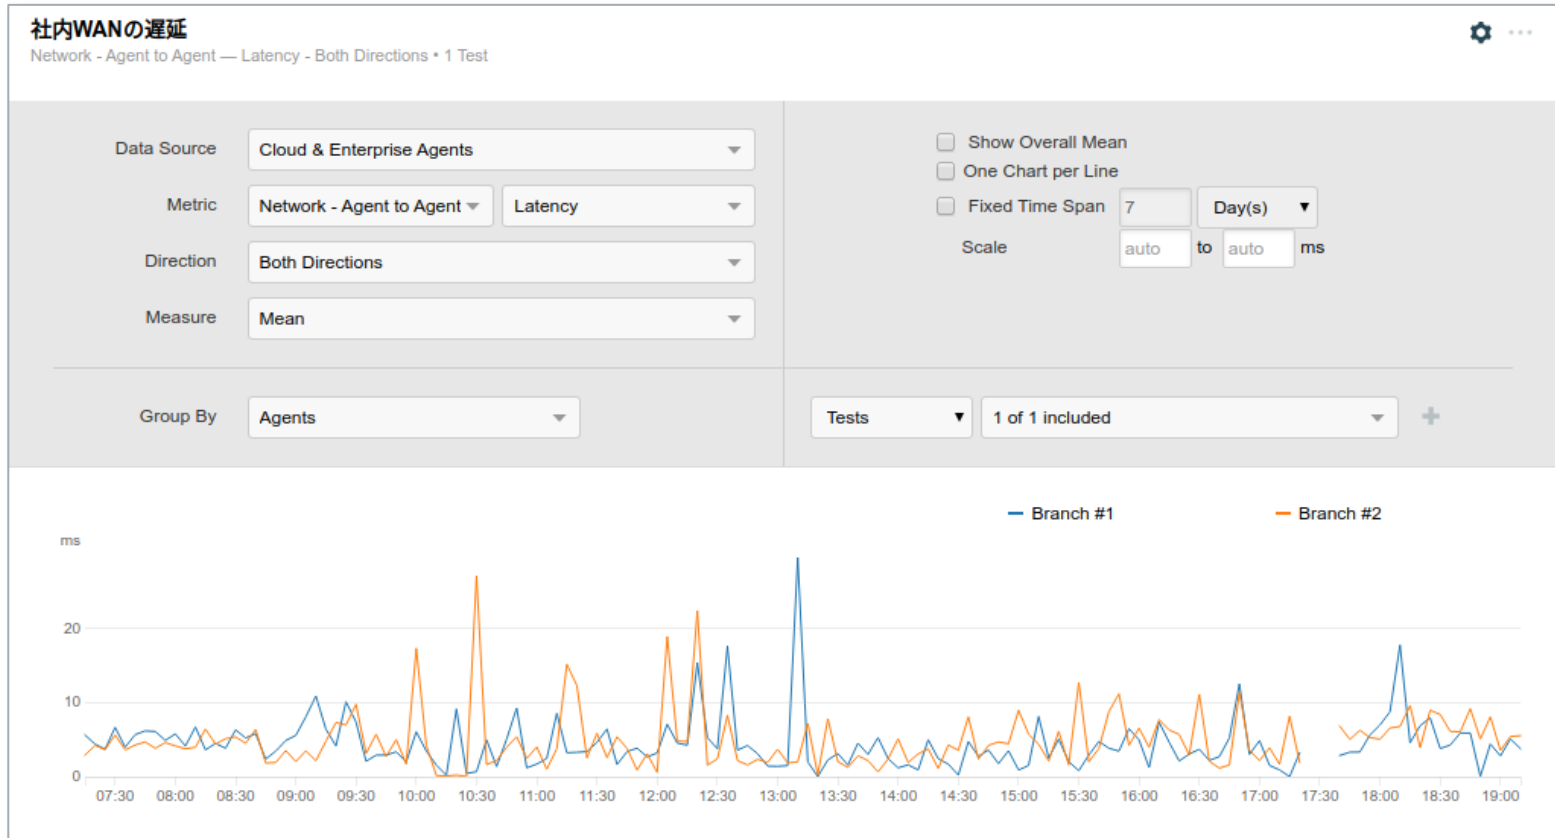 社内WANの遅延
Network - Agent to Agent — Latency - Both Directions • 1 Test
Data Source Cloud & Enterprise Agents
Metric Network - Agent to Agent Latency
Direction Both Directions
Measure Mean
Show Overall Mean
One Chart per Line
Fixed Time Span 7 Day(s)
Scale auto to auto ms
Group By Agents
Tests 1 of 1 included
Branch #1 Branch #2
ms
20
10
0
07:30 08:00 08:30 09:00 09:30 10:00 10:30 11:00 11:30 12:00 12:30 13:00 13:30 14:00 14:30 15:00 15:30 16:00 16:30 17:00 17:30 18:00 18:30 19:00